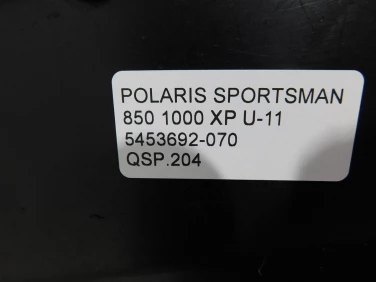 POLARIS SPORTSMAN
850 1000 XP U-11
5453692-070
QSP.204